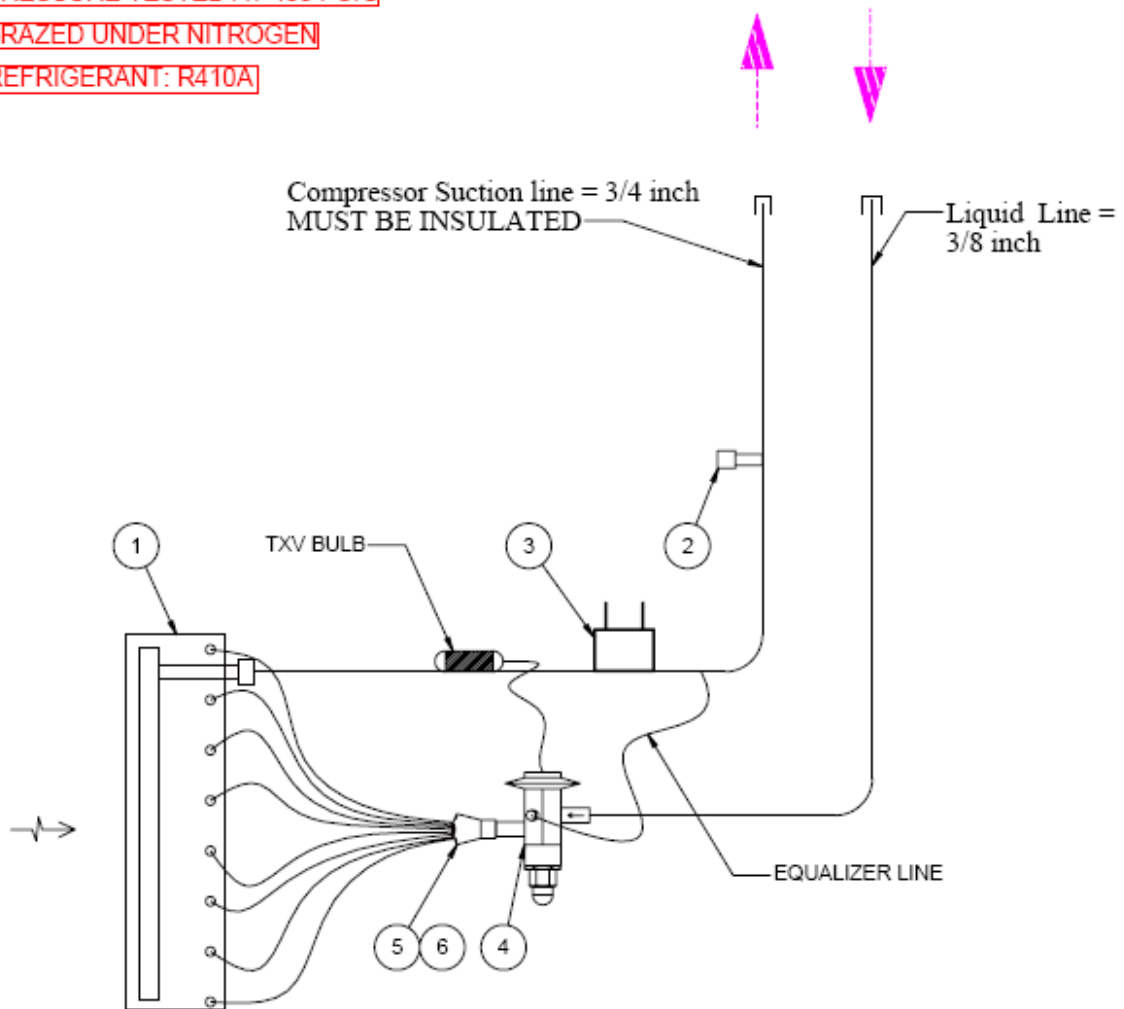 BRAZED UNDER NITROGEN
REFRIGERANT: R410A
Compressor Suction line = 3/4 inch
MUST BE INSULATED
Liquid Line =
3/8 inch
1
TXV BULB
3
2
EQUALIZER LINE
5
6
4